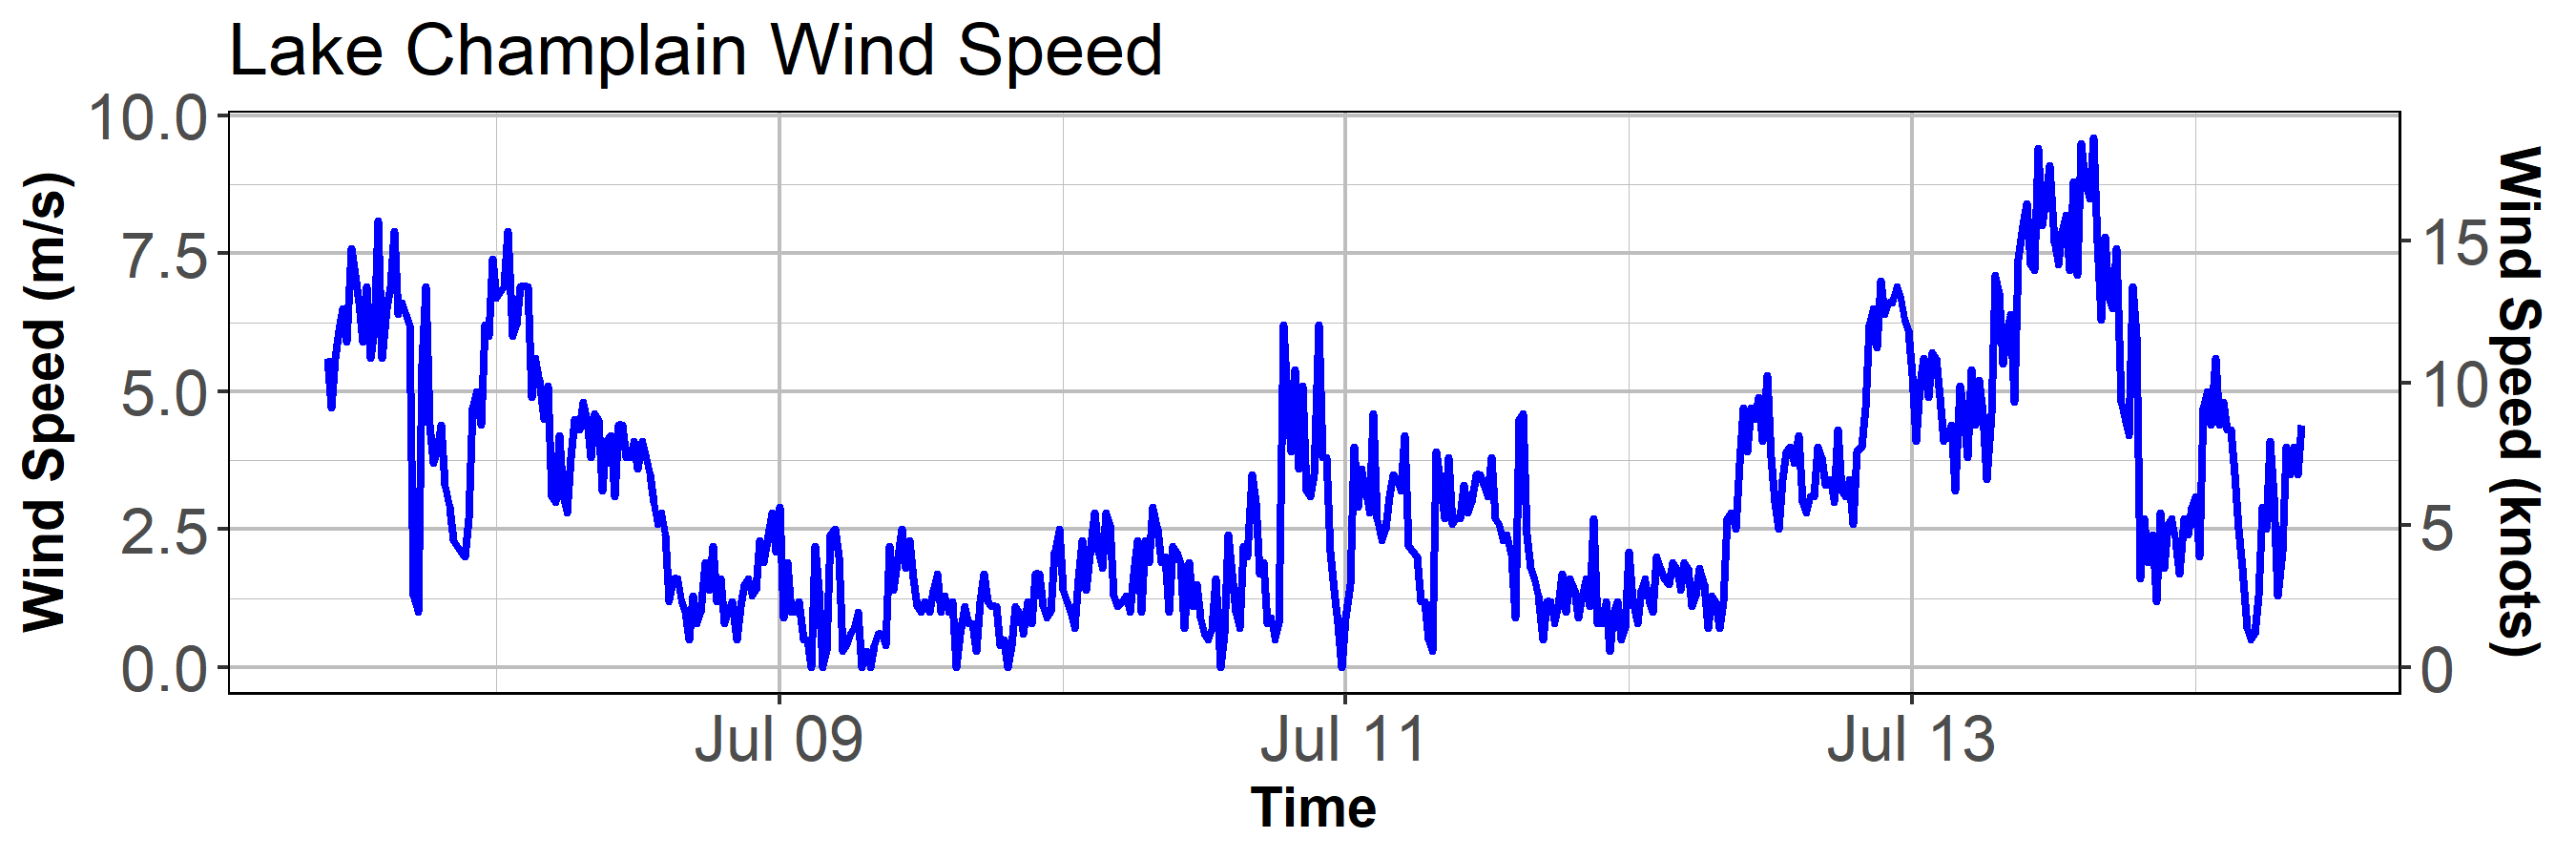 Lake Champlain Wind Speed
Wind Speed (m/s)
10.0
7.5
5.0
2.5
0.0
15
10
5
0
Wind Speed (knots)
Jul 09 Jul 11 Jul 13
Time